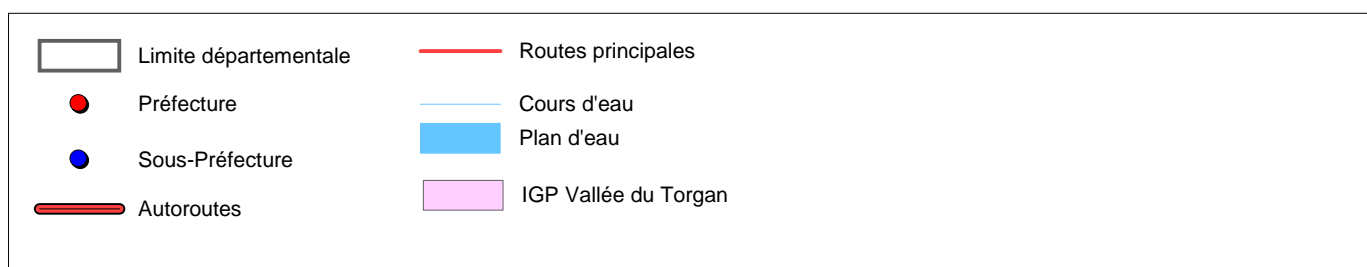 Limite départementale
Préfecture
Sous-Préfecture
Autoroutes
Routes principales
Cours d'eau
Plan d'eau
IGP Vallée du Torgan